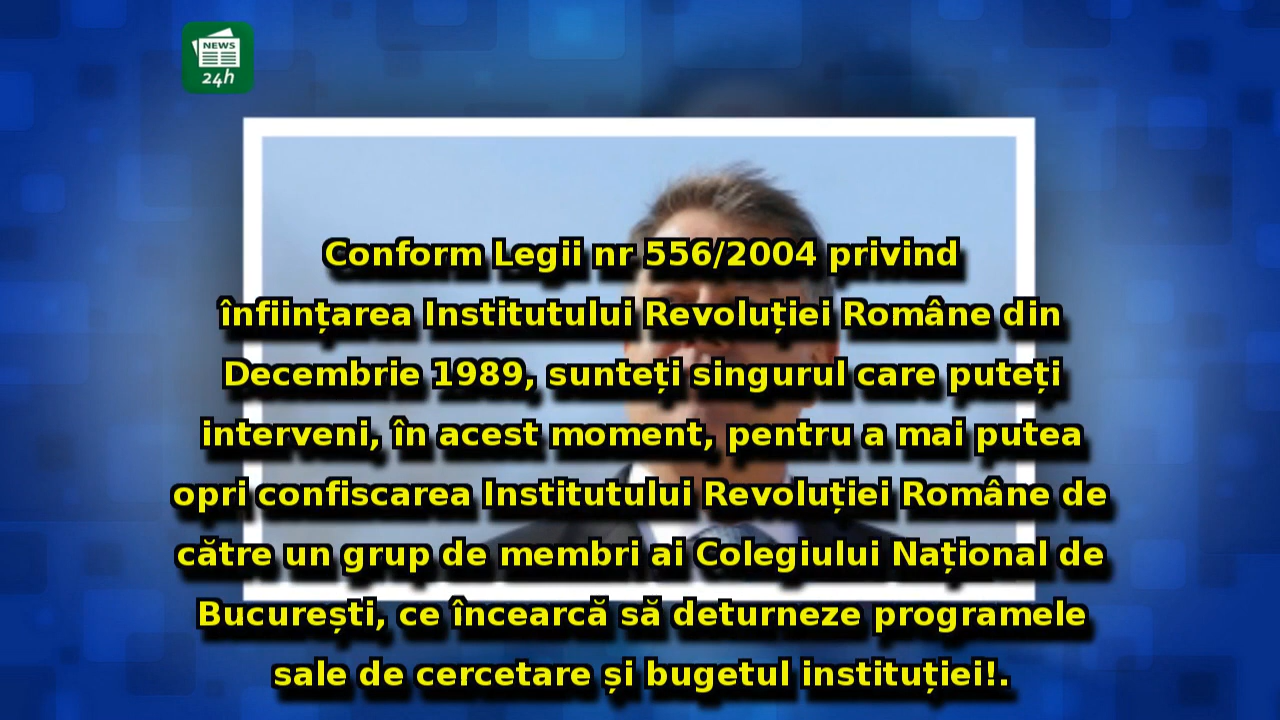 NEWS
24h
Conform Legii nr 556/2004 privind
înființarea Institutului Revoluției Române din
Decembrie 1989, sunteți singurul care puteți
interveni, în acest moment, pentru a mai putea
opri confiscarea Institutului Revoluției Române de
către un grup de membri ai Colegiului Național de
București, ce încearcă să deturneze programele
sale de cercetare și bugetul instituției!.